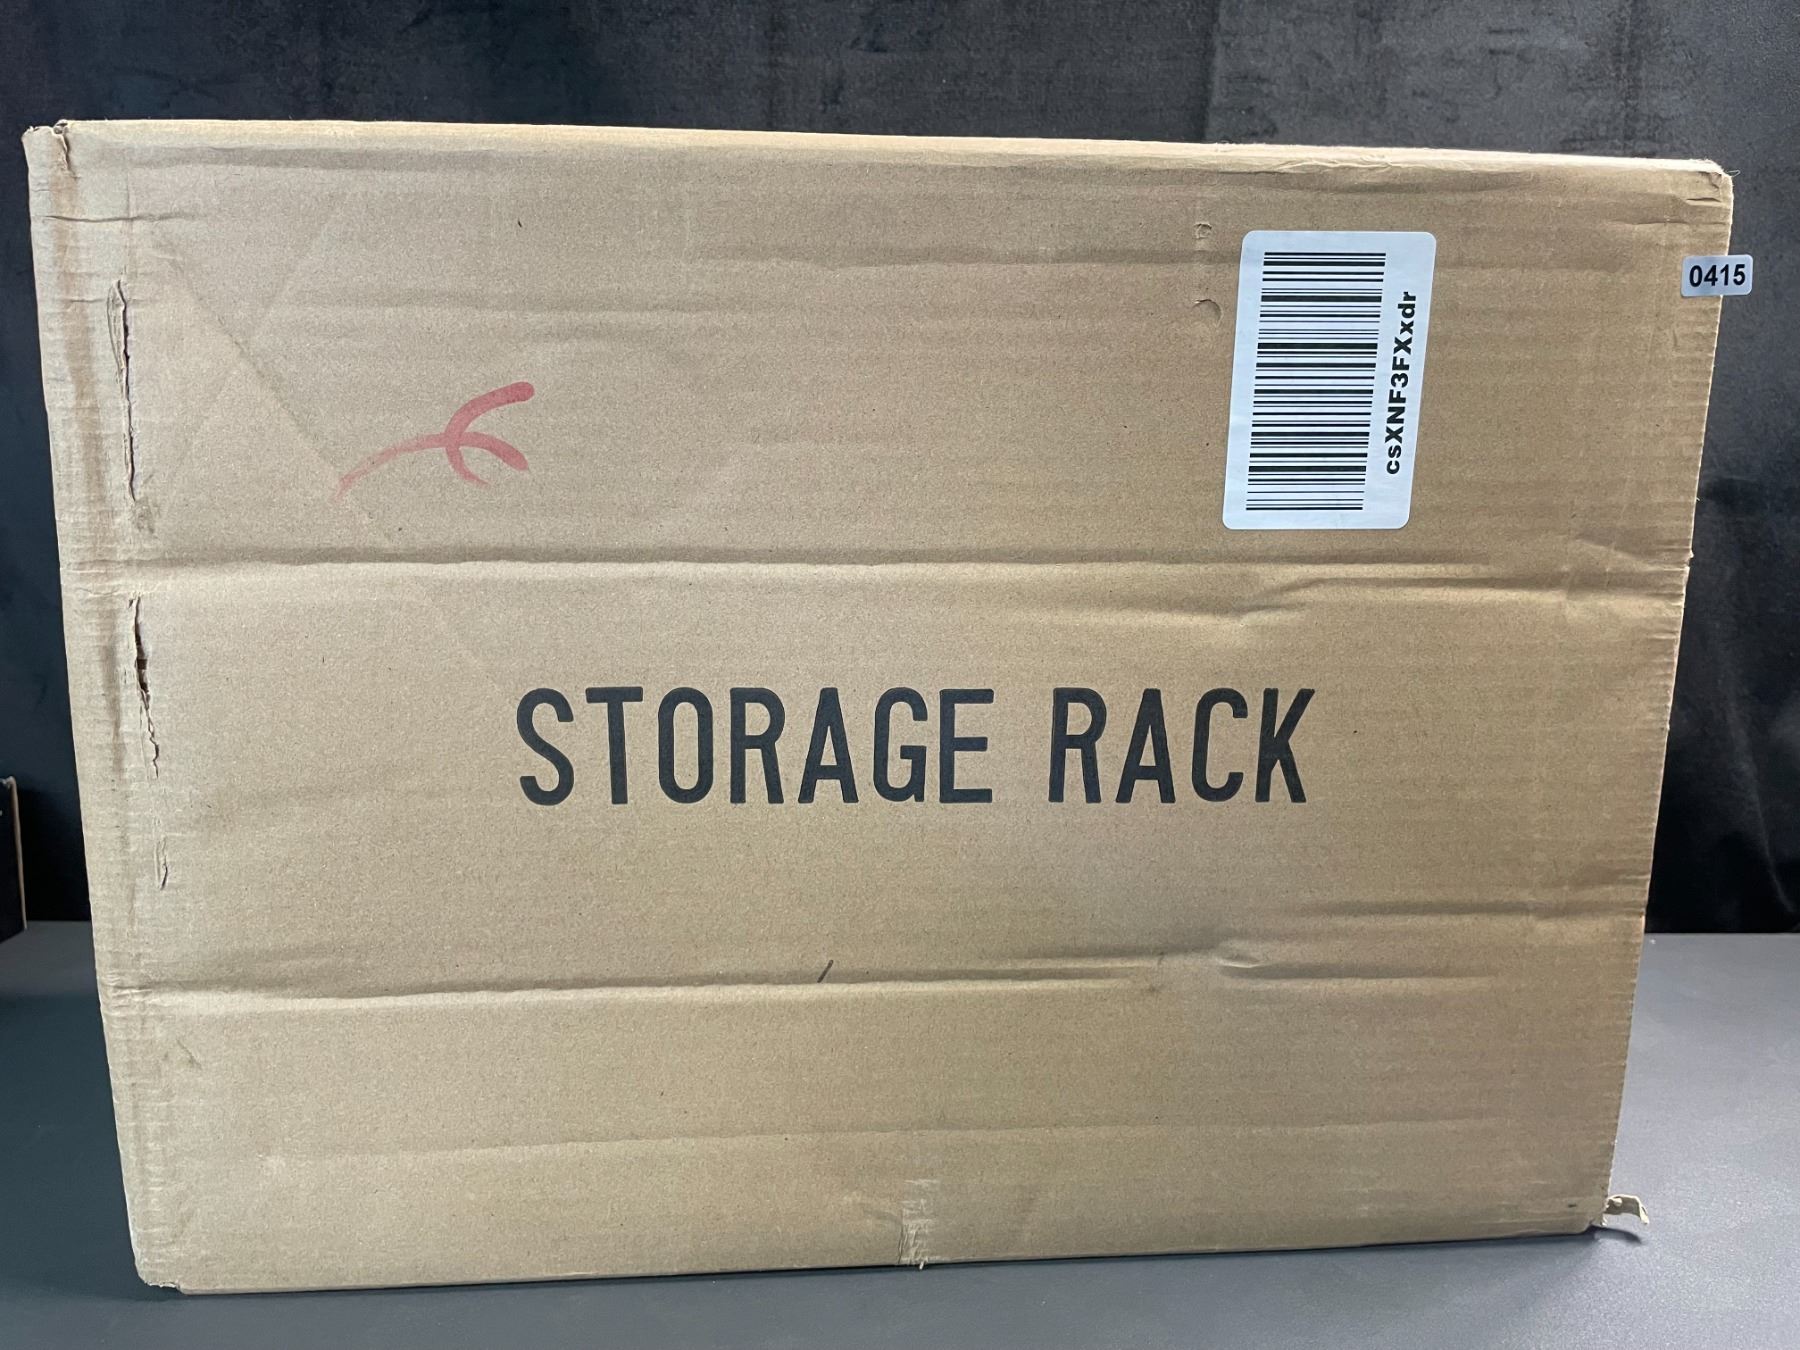 0415
csXNF3FXxdr
STORAGE RACK